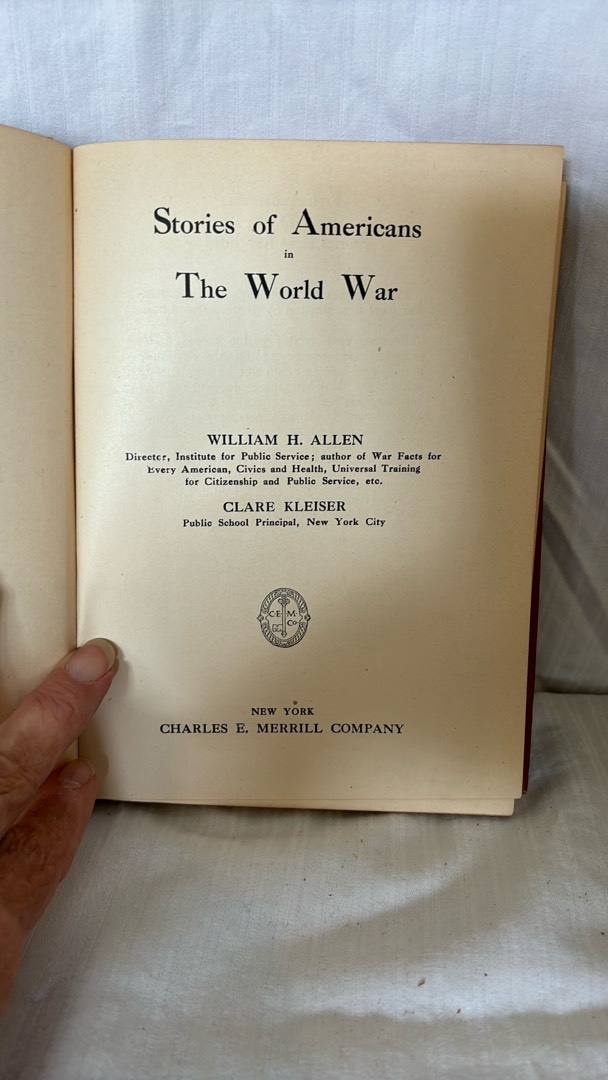 Stories of Americans
in
The World War
WILLIAM H. ALLEN
Director, Institute for Public Service; author of War Facts for
Every American, Civics and Health, Universal Training
for Citizenship and Public Service, etc.
CLARE KLEISER
Public School Principal, New York City
C·E M·
Co·
NEW YORK
CHARLES E. MERRILL COMPANY